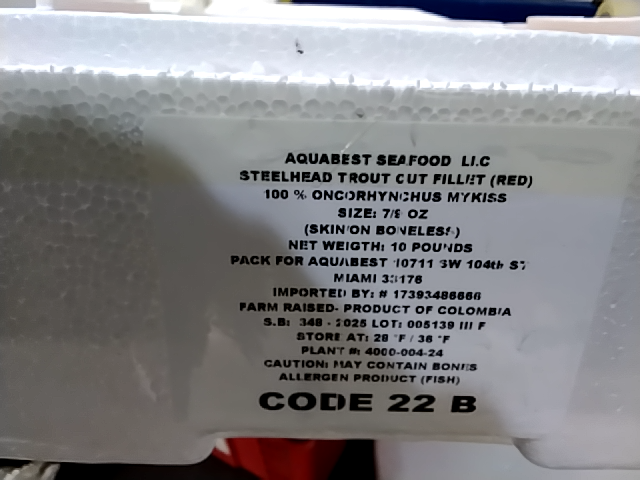 AQUABEST SEAFOOD LLC
STEELHEAD TROUT CUT FILLET (RED)
100 % ONCORHYNCHUS MYKISS
SIZE: 7/9 OZ
(SKIN ON BONELESS)
NET WEIGTH: 10 POUNDS
PACK FOR AQUABEST 10711 SW 104th ST
MIAMI 33176
IMPORTED BY: # 17393486666
FARM RAISED- PRODUCT OF COLOMBIA
S.B: 348 - 2025 LOT: 005139 III F
STORE AT: 28 °F / 36 °F
PLANT #: 4000-004-24
CAUTION: MAY CONTAIN BONES
ALLERGEN PRODUCT (FISH)
CODE 22 B